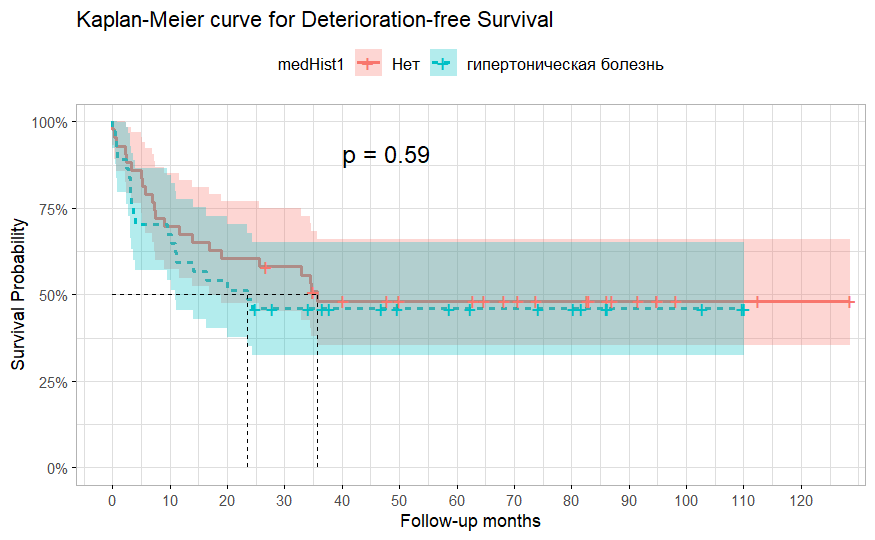 Kaplan-Meier curve for Deterioration-free Survival
medHist1 Нет гипертоническая болезнь
100%
75%
50%
25%
0%
p = 0.59
Survival Probability
0 10 20 30 40 50 60 70 80 90 100 110 120
Follow-up months